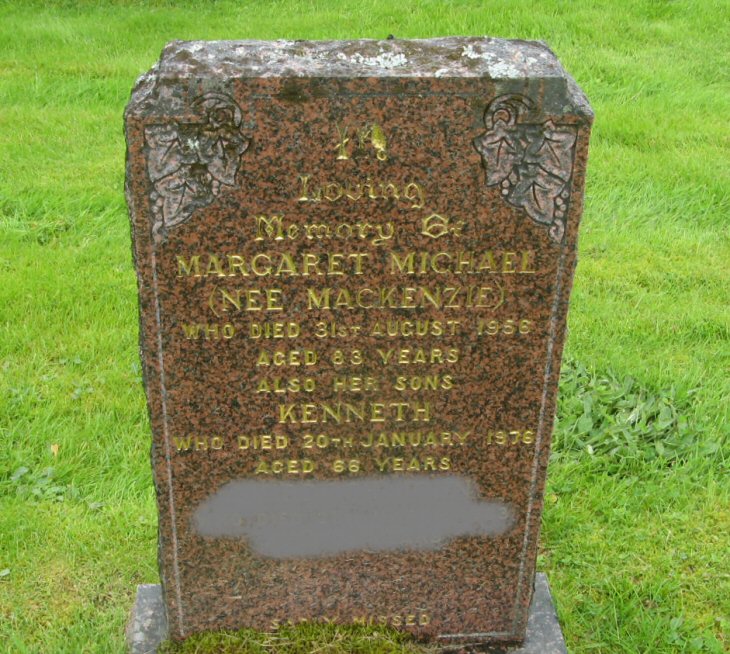 In
Loving
Memory Of
MARGARET MICHAEL
(NEE MACKENZIE)
WHO DIED 31ST AUGUST 1956
AGED 83 YEARS
ALSO HER SONS
KENNETH
WHO DIED 20TH JANUARY 1976
AGED 66 YEARS
SADLY MISSED